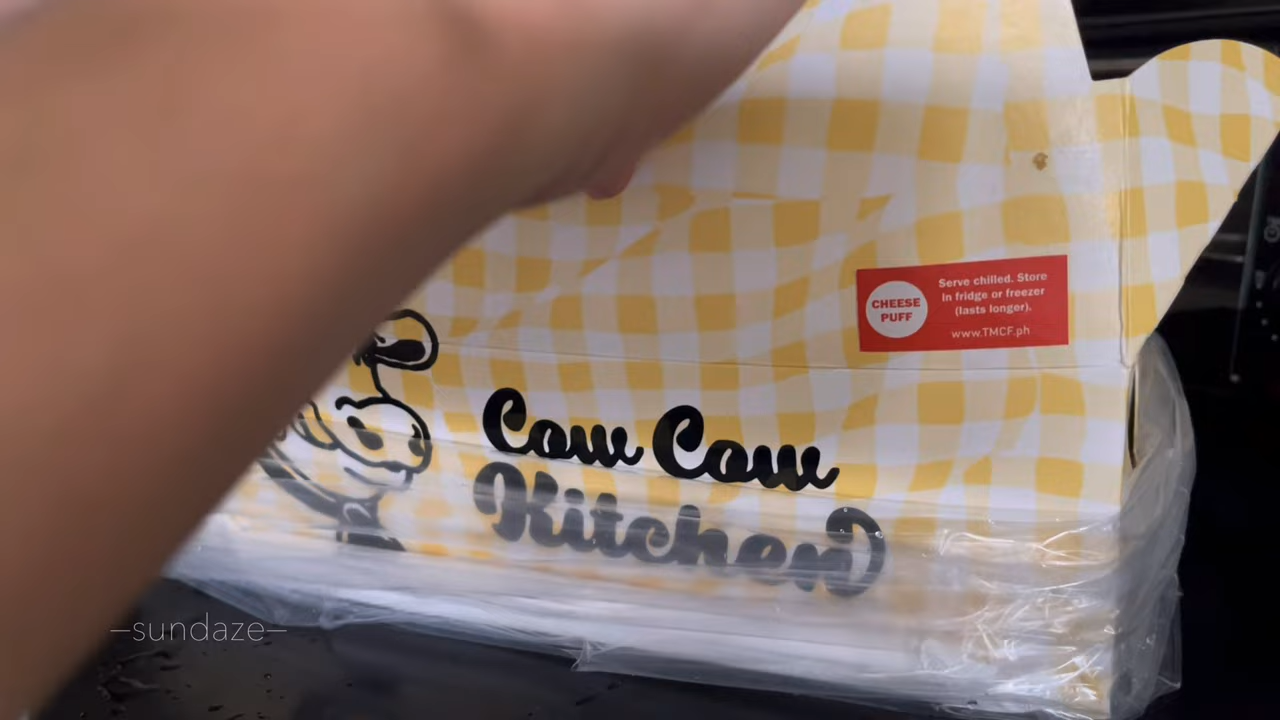 CHEESE
PUFF
Serve chilled. Store
in fridge or freezer
(lasts longer).
www.TMCF.ph
Cow Cow
Kitchen
—sundaze—